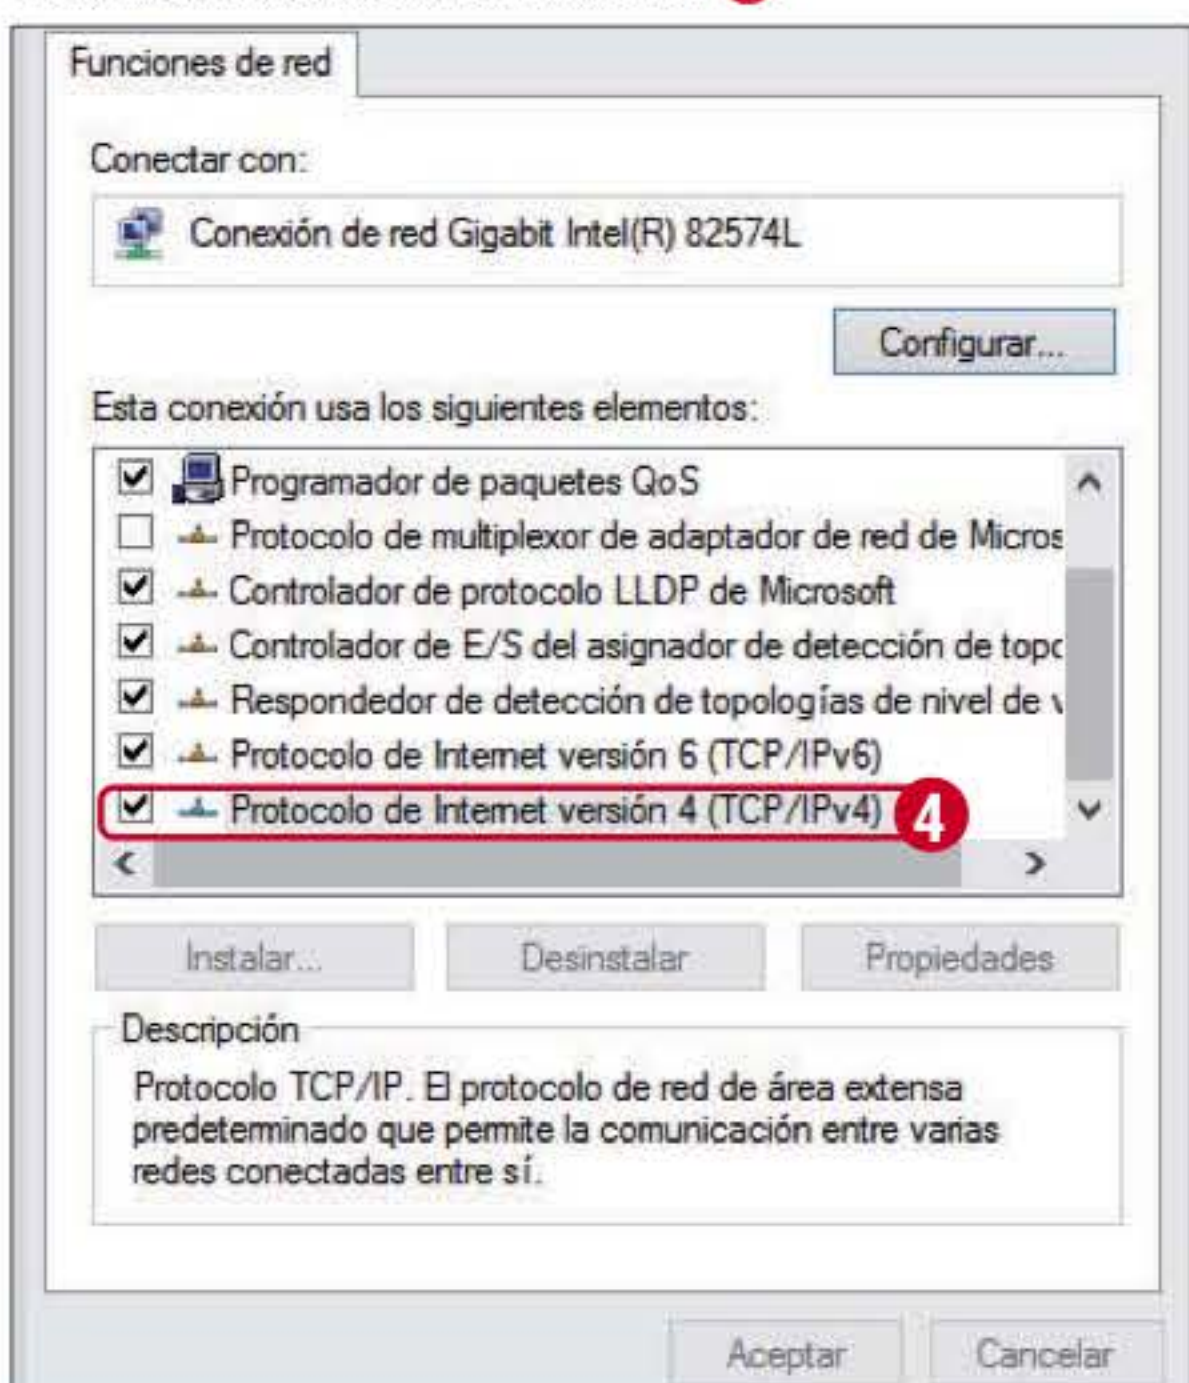 Funciones de red
Conectar con:
Conexión de red Gigabit Intel(R) 82574L
Configurar...
Esta conexión usa los siguientes elementos:
Programador de paquetes QoS
Protocolo de multiplexor de adaptador de red de Micros
Controlador de protocolo LLDP de Microsoft
Controlador de E/S del asignador de detección de topo
Respondedor de detección de topologías de nivel de v
Protocolo de Internet versión 6 (TCP/IPv6)
Protocolo de Internet versión 4 (TCP/IPv4) 4
Instalar... Desinstalar Propiedades
Descripción
Protocolo TCP/IP. El protocolo de red de área extensa
predeterminado que permite la comunicación entre varias
redes conectadas entre sí.
Aceptar Cancelar